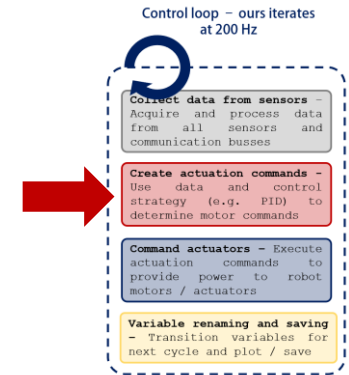 Control loop – ours iterates
at 200 Hz
Collect data from sensors –
Acquire and process data
from all sensors and
communication busses
Create actuation commands –
Use data and control
strategy (e.g. PID) to
determine motor commands
Command actuators – Execute
actuation commands to
provide power to robot
motors / actuators
Variable renaming and saving
– Transition variables for
next cycle and plot / save